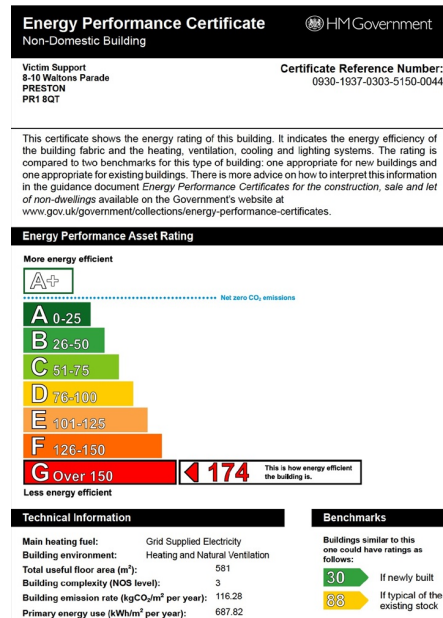 Energy Performance Certificate
HM Government
Non-Domestic Building
Victim Support
8-10 Waltons Parade
PRESTON
PR1 8QT
Certificate Reference Number:
0930-1937-0303-5150-0044
This certificate shows the energy rating of this building. It indicates the energy efficiency of
the building fabric and the heating, ventilation, cooling and lighting systems. The rating is
compared to two benchmarks for this type of building: one appropriate for new buildings and
one appropriate for existing buildings. There is more advice on how to interpret this information
in the guidance document Energy Performance Certificates for the construction, sale and let
of non-dwellings available on the Government's website at
www.gov.uk/government/collections/energy-performance-certificates.
Energy Performance Asset Rating
More energy efficient
A+
Net zero CO₂ emissions
A 0-25
B 26-50
C 51-75
D 76-100
E 101-125
F 126-150
G Over 150
174
This is how energy efficient
the building is.
Less energy efficient
Technical Information
Main heating fuel: Grid Supplied Electricity
Building environment: Heating and Natural Ventilation
Total useful floor area (m²): 581
Building complexity (NOS level): 3
Building emission rate (kgCO₂/m² per year): 116.28
Primary energy use (kWh/m² per year): 687.82
Benchmarks
Buildings similar to this
one could have ratings as
follows:
30 If newly built
88 If typical of the
existing stock